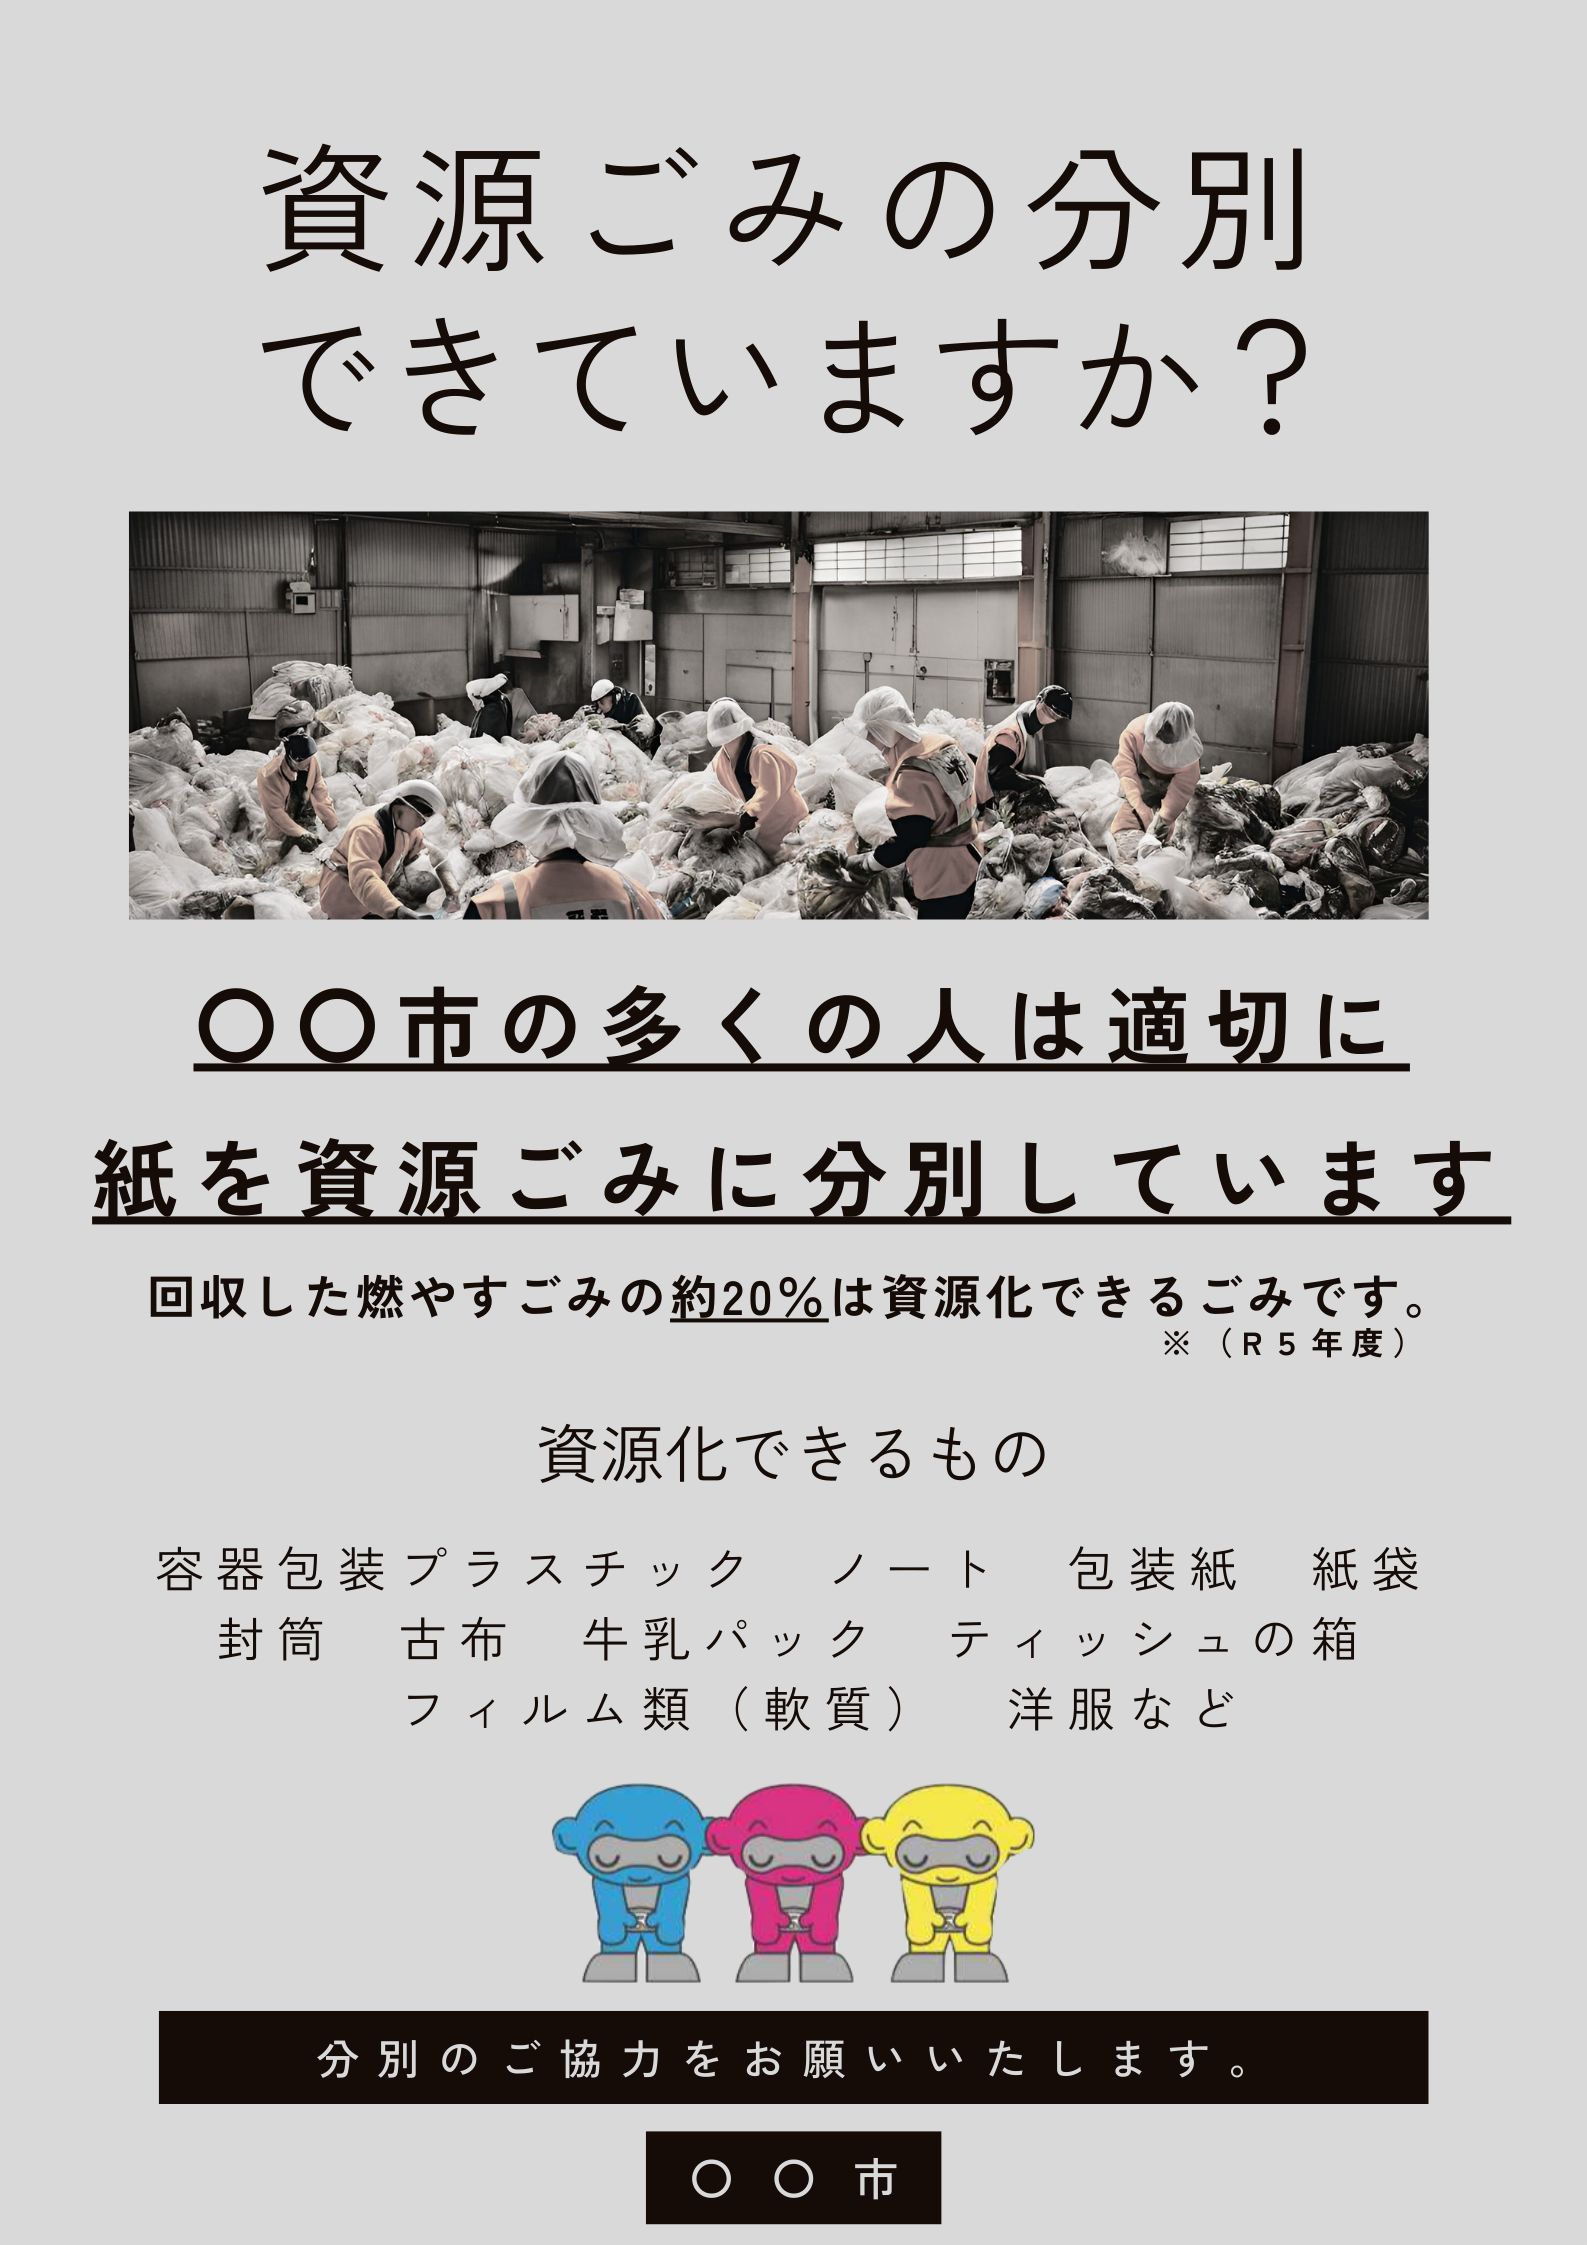 資源ごみの分別
できていますか？
〇〇市の多くの人は適切に
紙を資源ごみに分別しています
回収した燃やすごみの約20％は資源化できるごみです。
※（R５年度）
資源化できるもの
容器包装プラスチック　ノート　包装紙　紙袋
封筒　古布　牛乳パック　ティッシュの箱
フィルム類（軟質）　洋服など
分別のご協力をお願いいたします。
〇〇市